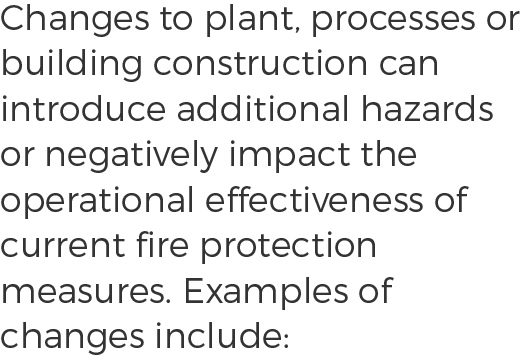 Changes to plant, processes or
building construction can
introduce additional hazards
or negatively impact the
operational effectiveness of
current fire protection
measures. Examples of
changes include: